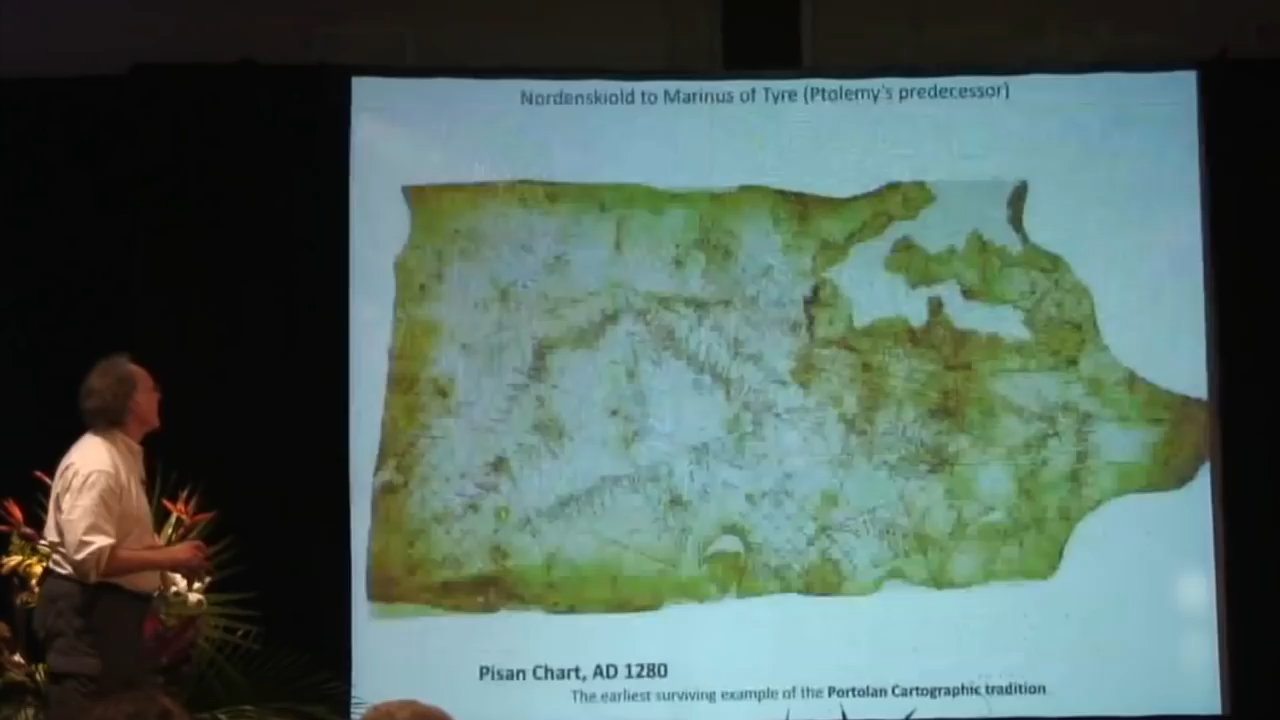 Nordenskiold to Marinus of Tyre (Ptolemy's predecessor)
Pisan Chart, AD 1280
The earliest surviving example of the Portolan Cartographic tradition